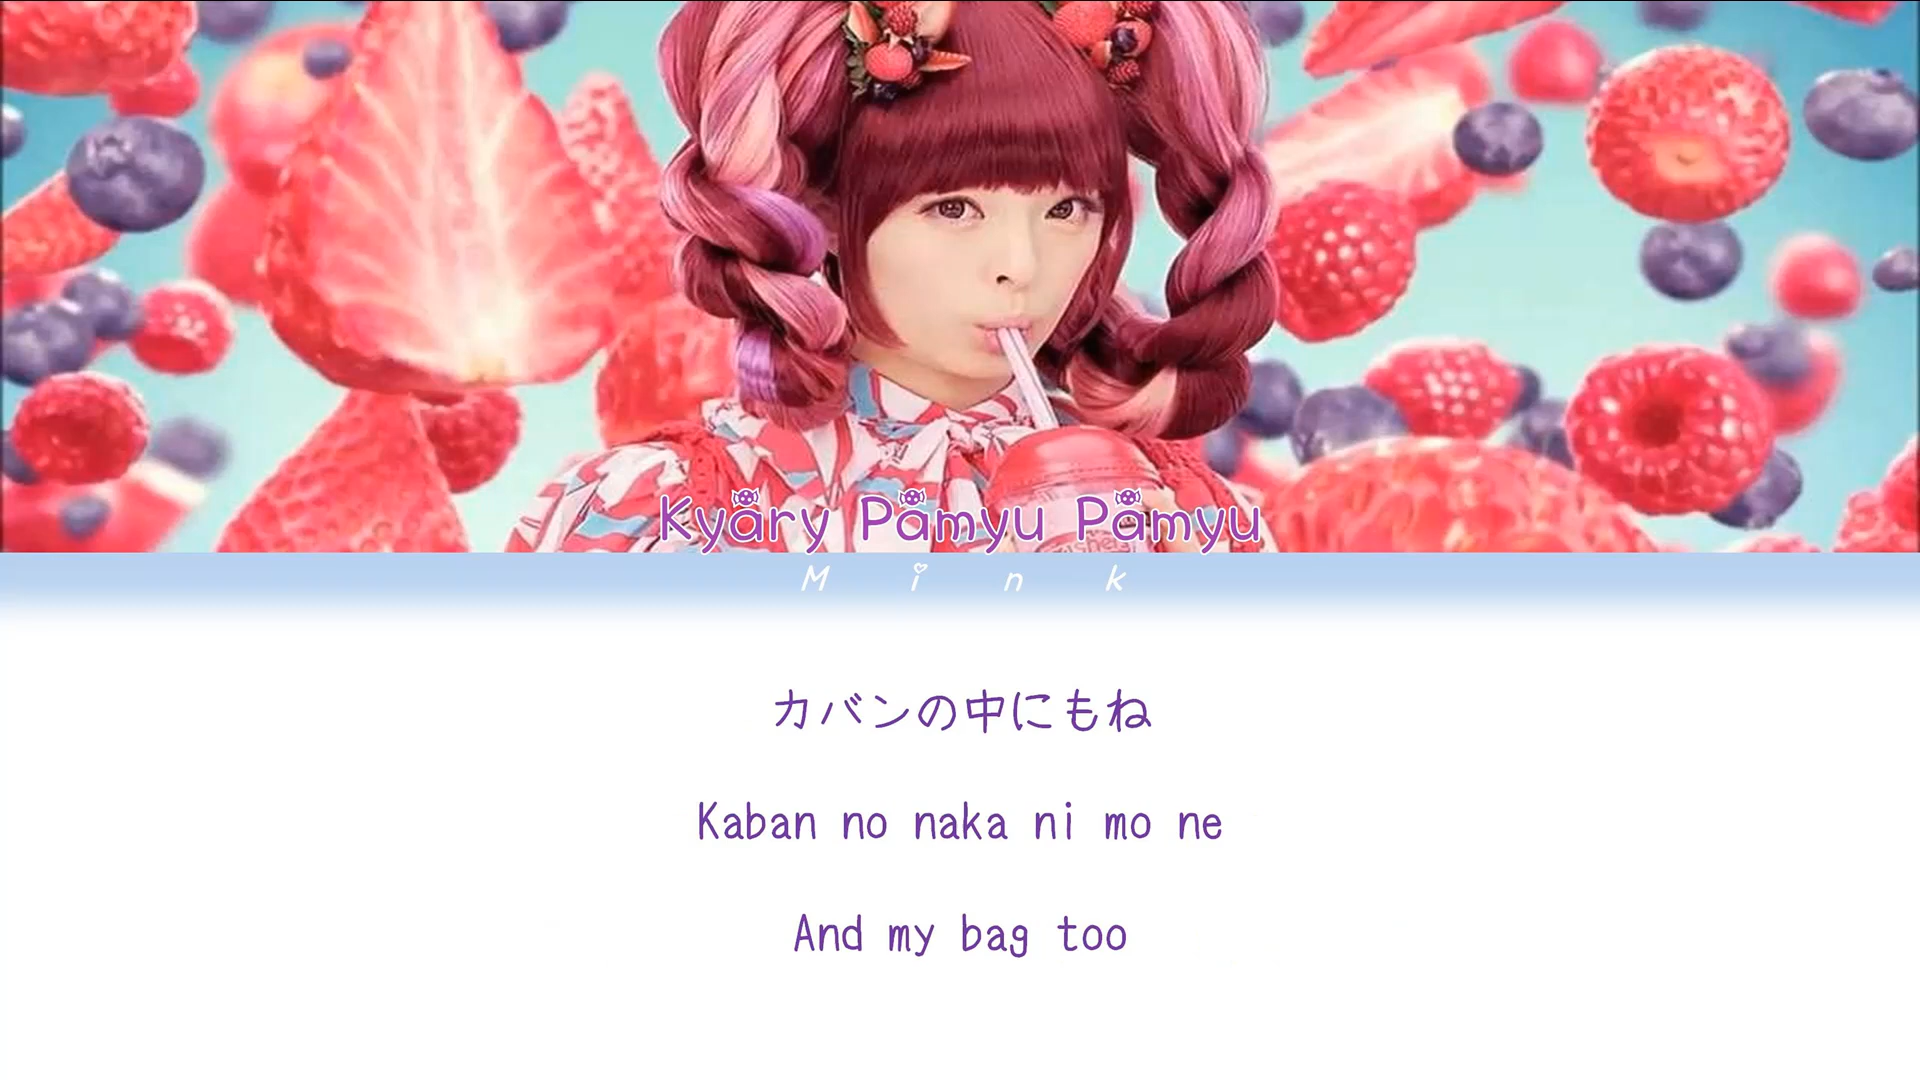 Kyary Pamyu Pamyu
Mink
カバンの中にもね
Kaban no naka ni mo ne
And my bag too